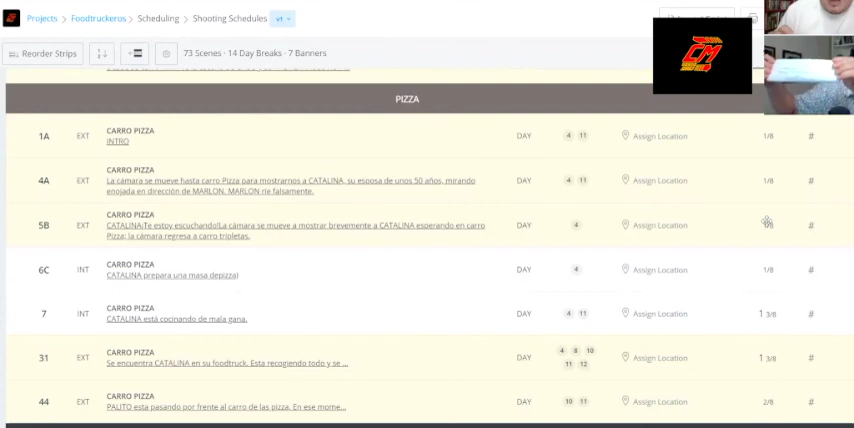 Projects > Foodtruckeros > Scheduling > Shooting Schedules v1
Reorder Strips 73 Scenes · 14 Day Breaks · 7 Banners
CM
PIZZA
1A EXT CARRO PIZZA DAY 4 11 Assign Location 1/8 #
INTRO
4A EXT CARRO PIZZA DAY 4 11 Assign Location 1/8 #
La cámara se mueve hasta carro Pizza para mostrarnos a CATALINA, su esposa de unos 50 años, mirando
enojada en dirección de MARLON. MARLON ríe falsamente.
5B EXT CARRO PIZZA DAY 4 Assign Location 1/8 #
CATALINA¡Te estoy escuchando!La cámara se mueve a mostrar brevemente a CATALINA esperando en carro
Pizza; la cámara regresa a carro tripletas.
6C INT CARRO PIZZA DAY 4 Assign Location 1/8 #
CATALINA prepara una masa depizza)
7 INT CARRO PIZZA DAY 4 11 Assign Location 1 3/8 #
CATALINA está cocinando de mala gana.
31 EXT CARRO PIZZA DAY 4 8 10 Assign Location 1 3/8 #
Se encuentra CATALINA en su foodtruck. Esta recogiendo todo y se ... 11 12
44 EXT CARRO PIZZA DAY 10 11 Assign Location 2/8 #
PALITO esta pasando por frente al carro de las pizza. En ese mome...